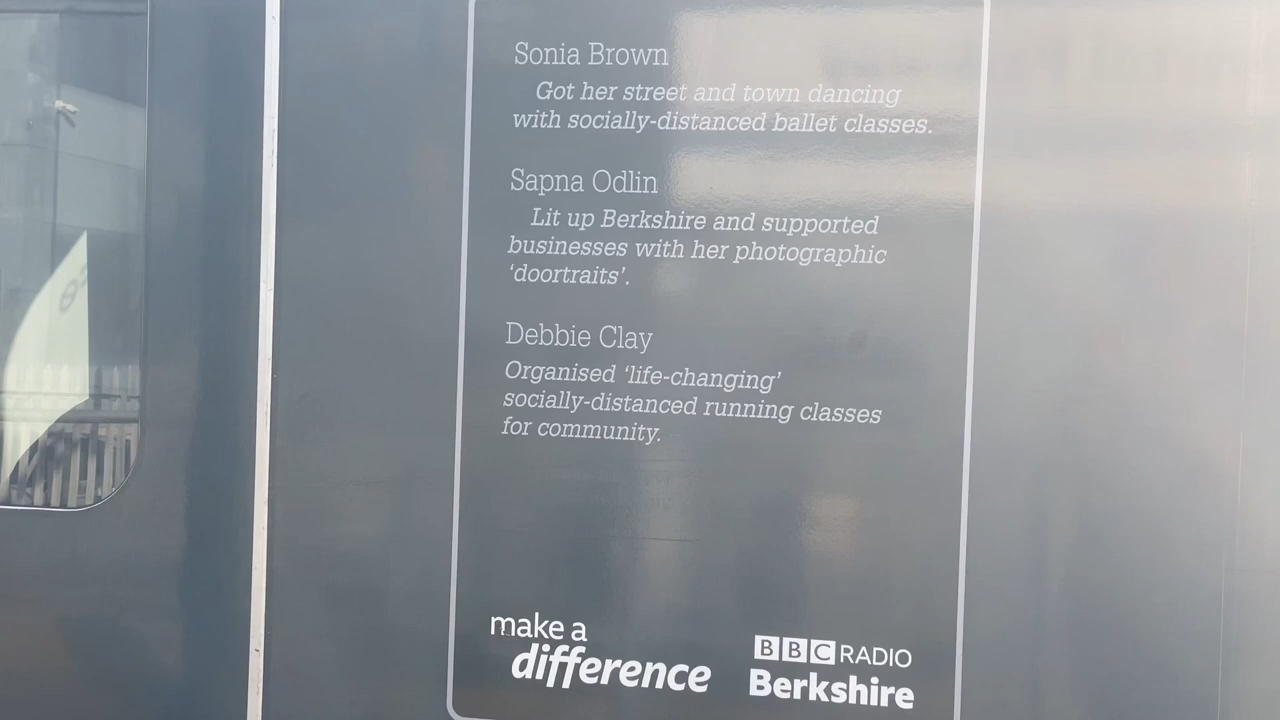 Sonia Brown
Got her street and town dancing
with socially-distanced ballet classes.
Sapna Odlin
Lit up Berkshire and supported
businesses with her photographic
‘doortraits’.
Debbie Clay
Organised ‘life-changing’
socially-distanced running classes
for community.
make a
difference
BBC RADIO
Berkshire